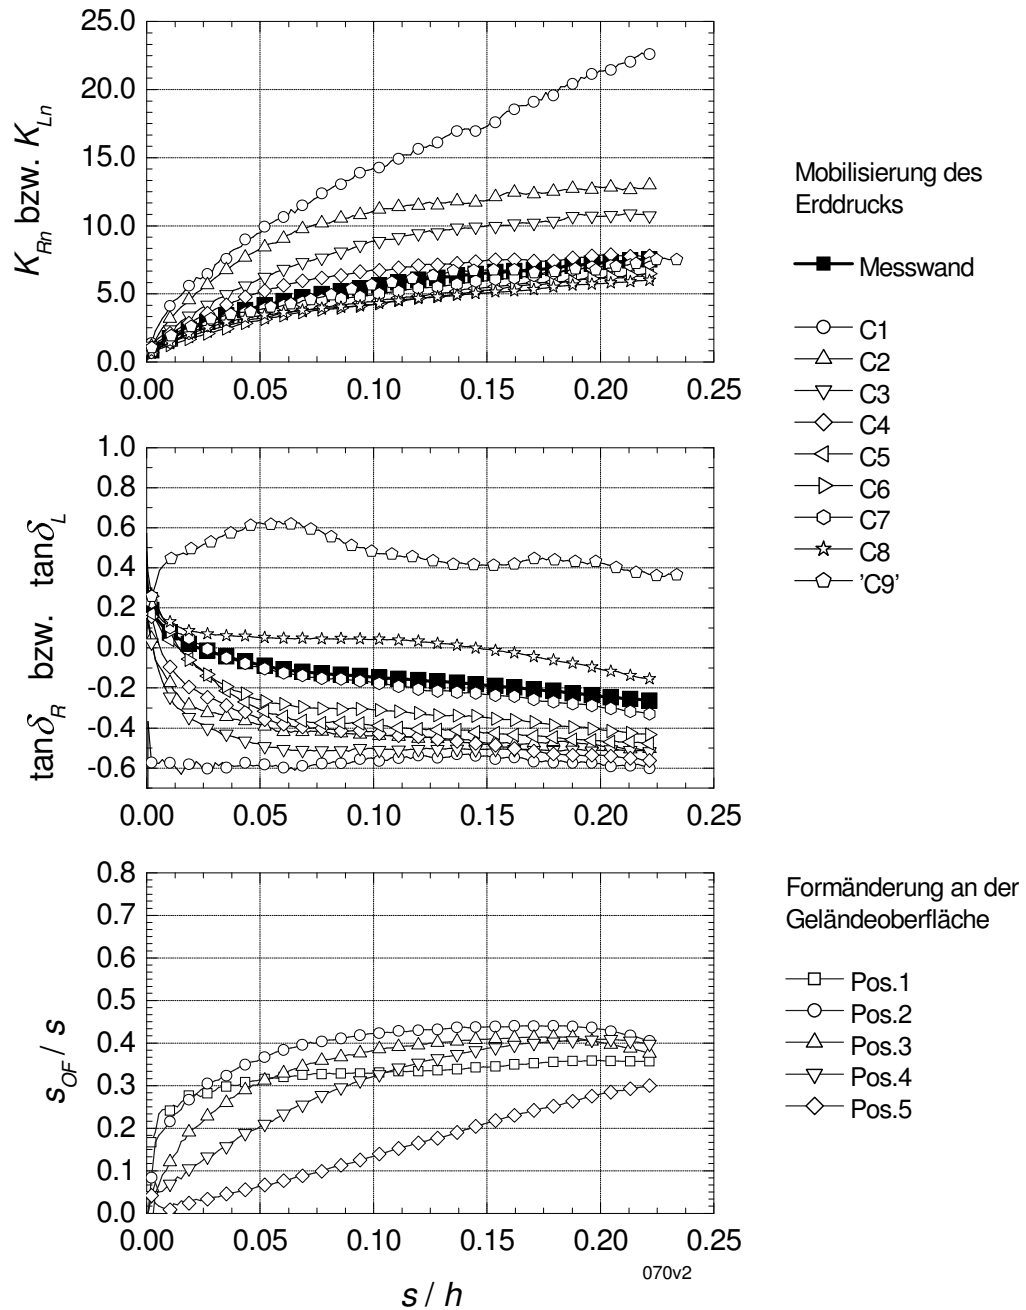 25.0
20.0
15.0
10.0
5.0
0.0
K_Rn bzw. K_Ln
0.00 0.05 0.10 0.15 0.20 0.25
Mobilisierung des
Erddrucks
Messwand
C1
C2
C3
C4
C5
C6
C7
C8
'C9'
1.0
0.8
0.6
0.4
0.2
0.0
-0.2
-0.4
-0.6
tanδ_R bzw. tanδ_L
0.00 0.05 0.10 0.15 0.20 0.25
0.8
0.7
0.6
0.5
0.4
0.3
0.2
0.1
0.0
s_OF / s
0.00 0.05 0.10 0.15 0.20 0.25
Formänderung an der
Geländeoberfläche
Pos.1
Pos.2
Pos.3
Pos.4
Pos.5
070v2
s / h